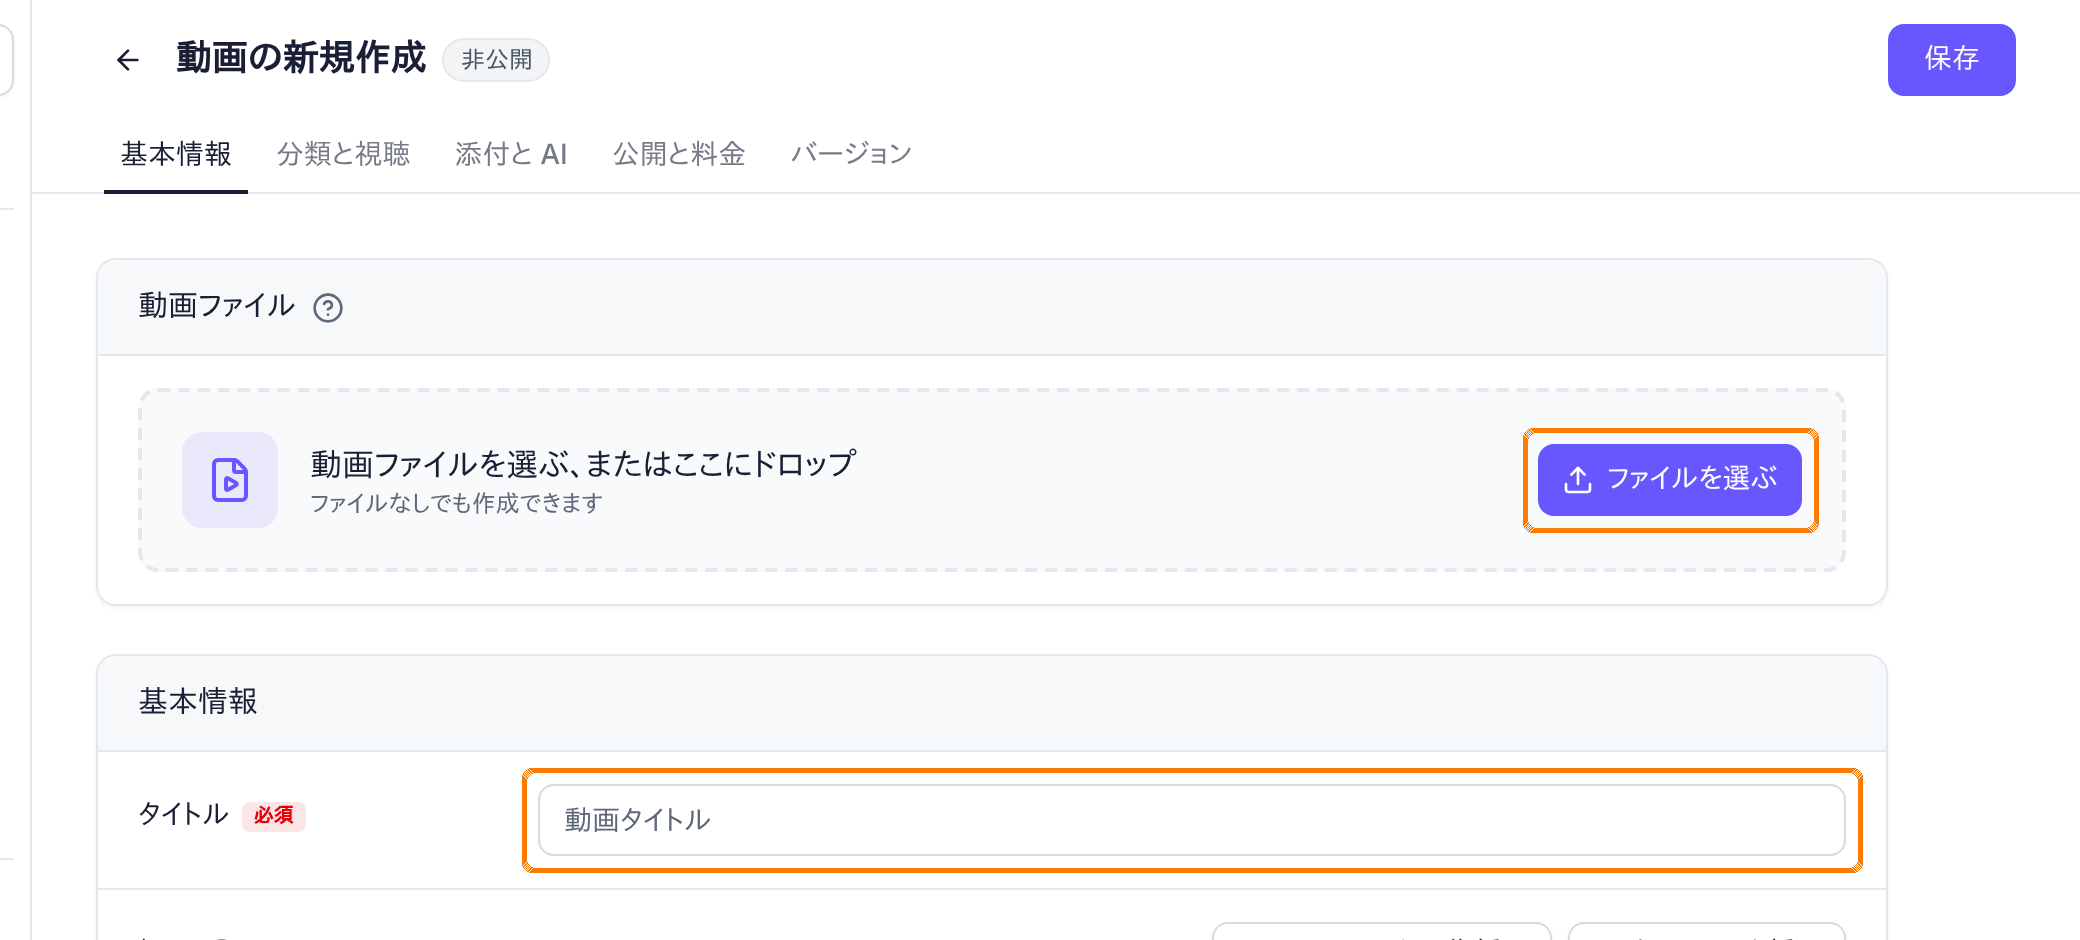 動画の新規作成
非公開
保存
基本情報
分類と視聴
添付と AI
公開と料金
バージョン
動画ファイル
動画ファイルを選ぶ、またはここにドロップ
ファイルなしでも作成できます
ファイルを選ぶ
基本情報
タイトル 必須
動画タイトル